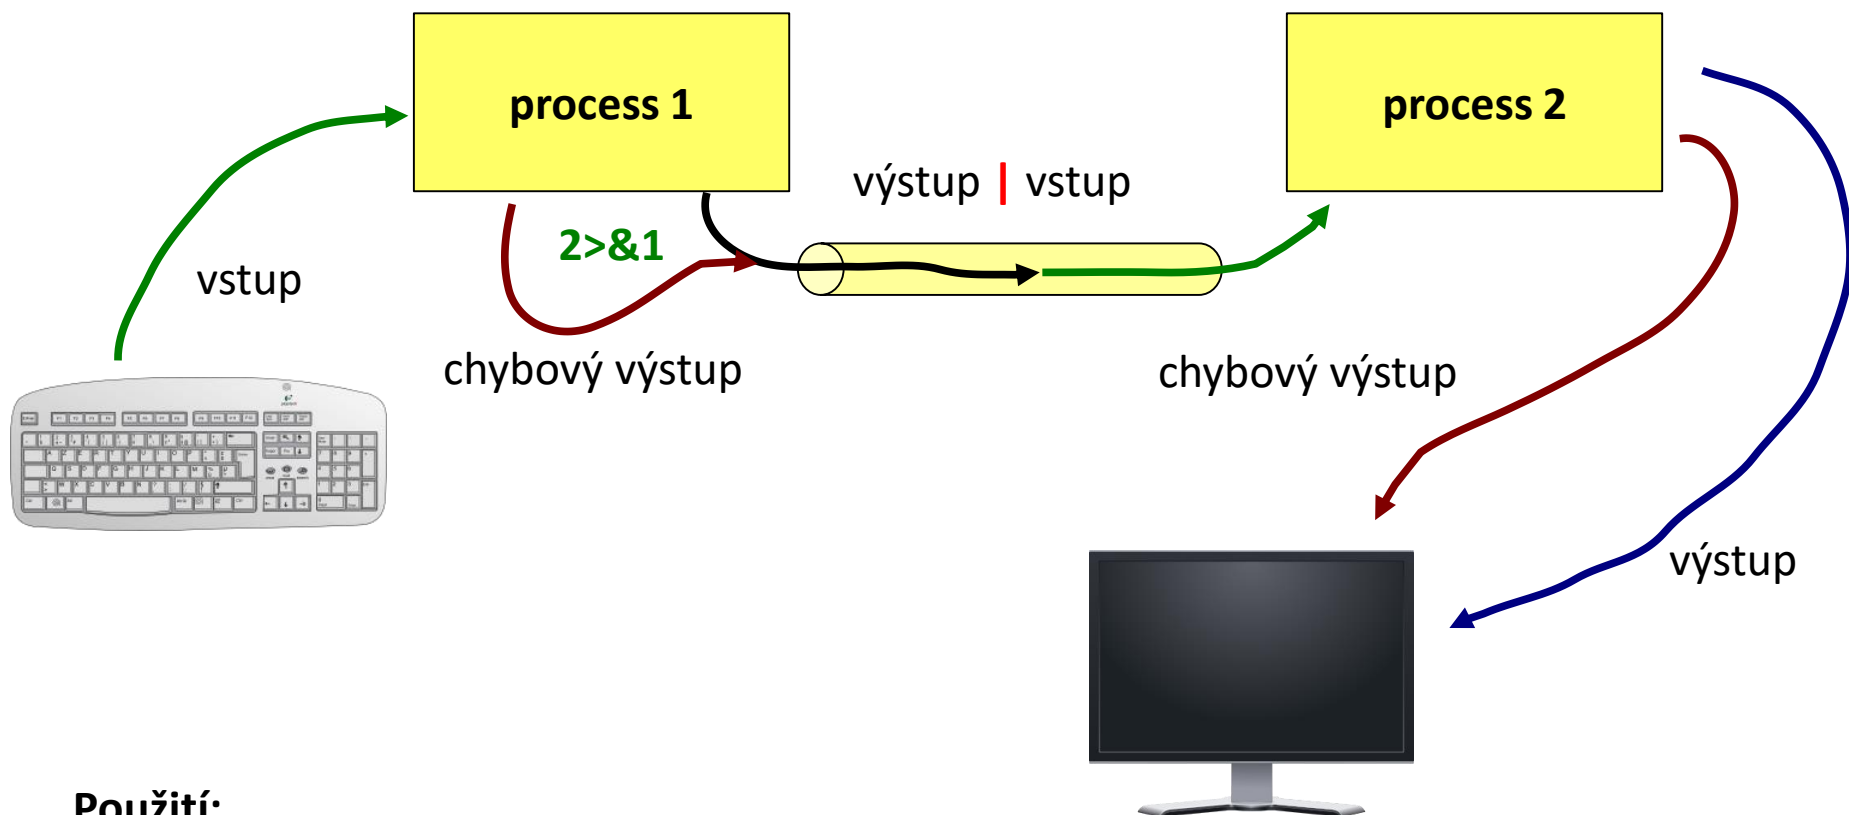 process 1
process 2
výstup | vstup
2>&1
vstup
chybový výstup
chybový výstup
výstup
Použití: